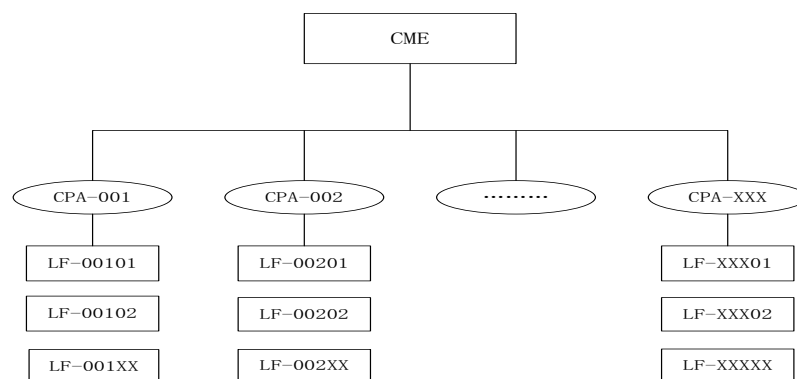 CME
CPA-001
CPA-002
.........
CPA-XXX
LF-00101
LF-00201
LF-XXX01
LF-00102
LF-00202
LF-XXX02
LF-001XX
LF-002XX
LF-XXXXX